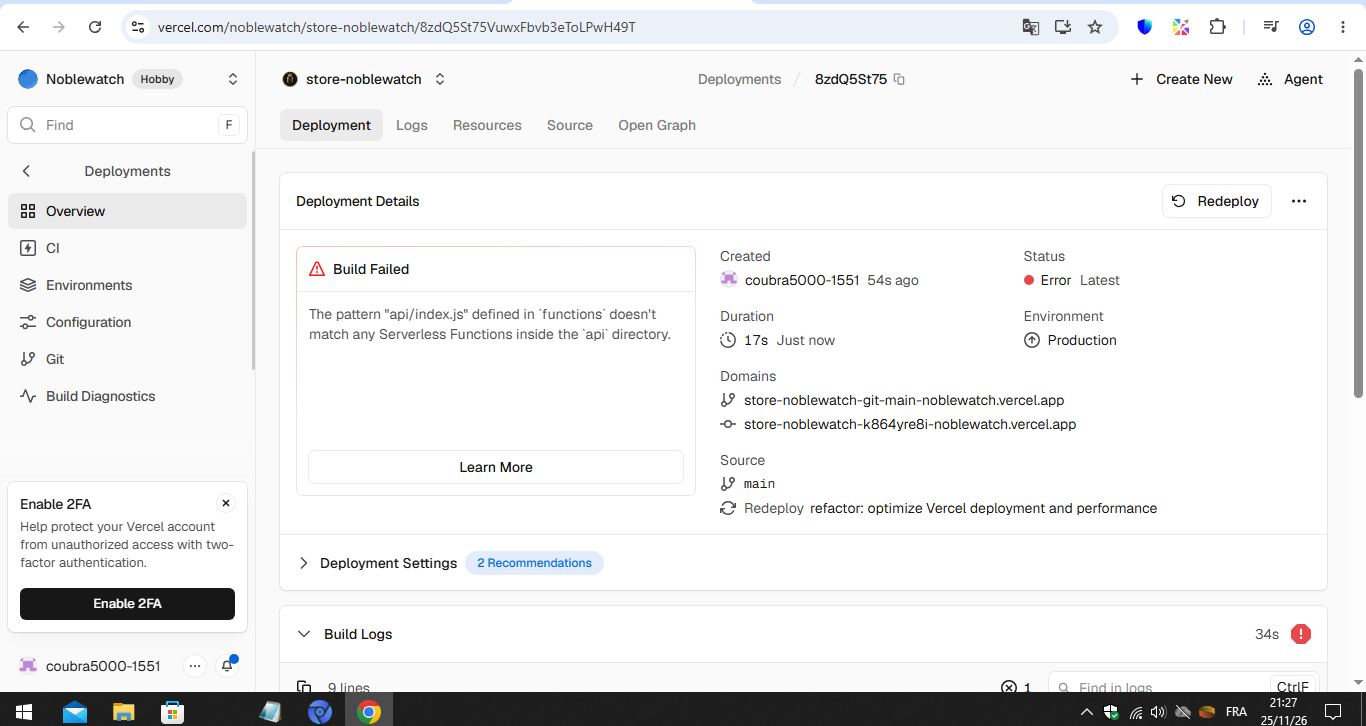 vercel.com/noblewatch/store-noblewatch/8zdQ5St75VuwxFbvb3eToLPwH49T
Noblewatch Hobby
store-noblewatch
Deployments / 8zdQ5St75
Create New
Agent
Find F
Deployment Logs Resources Source Open Graph
Deployments
Overview
CI
Environments
Configuration
Git
Build Diagnostics
Enable 2FA
Help protect your Vercel account
from unauthorized access with two-
factor authentication.
Enable 2FA
coubra5000-1551
Deployment Details
Redeploy
Build Failed
The pattern "api/index.js" defined in `functions` doesn't
match any Serverless Functions inside the `api` directory.
Learn More
Created
coubra5000-1551 54s ago
Status
Error Latest
Duration
17s Just now
Environment
Production
Domains
store-noblewatch-git-main-noblewatch.vercel.app
store-noblewatch-k864yre8i-noblewatch.vercel.app
Source
main
Redeploy refactor: optimize Vercel deployment and performance
Deployment Settings 2 Recommendations
Build Logs
34s
9 lines
1
Find in logs
CtrlF
FRA
21:27
25/11/26